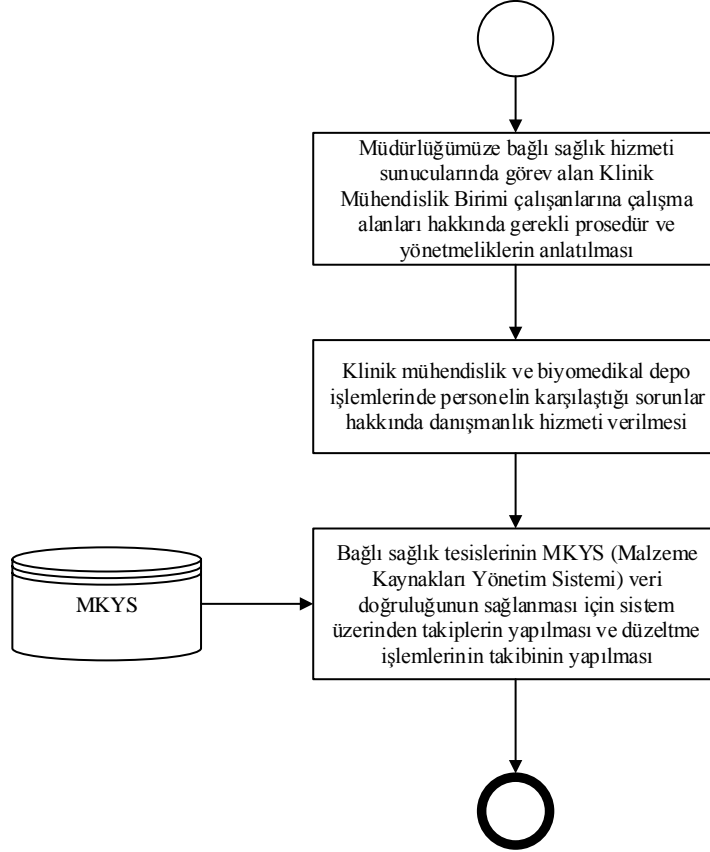 Müdürlüğümüze bağlı sağlık hizmeti
sunucularında görev alan Klinik
Mühendislik Birimi çalışanlarına çalışma
alanları hakkında gerekli prosedür ve
yönetmeliklerin anlatılması
Klinik mühendislik ve biyomedikal depo
işlemlerinde personelin karşılaştığı sorunlar
hakkında danışmanlık hizmeti verilmesi
MKYS
Bağlı sağlık tesislerinin MKYS (Malzeme
Kaynakları Yönetim Sistemi) veri
doğruluğunun sağlanması için sistem
üzerinden takiplerin yapılması ve düzeltme
işlemlerinin takibinin yapılması